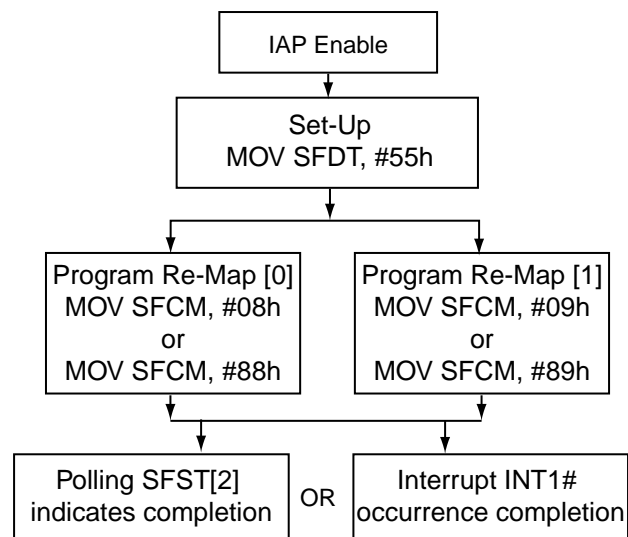 IAP Enable
Set-Up
MOV SFDT, #55h
Program Re-Map [0]
MOV SFCM, #08h
or
MOV SFCM, #88h
Program Re-Map [1]
MOV SFCM, #09h
or
MOV SFCM, #89h
Polling SFST[2]
indicates completion
OR
Interrupt INT1#
occurrence completion